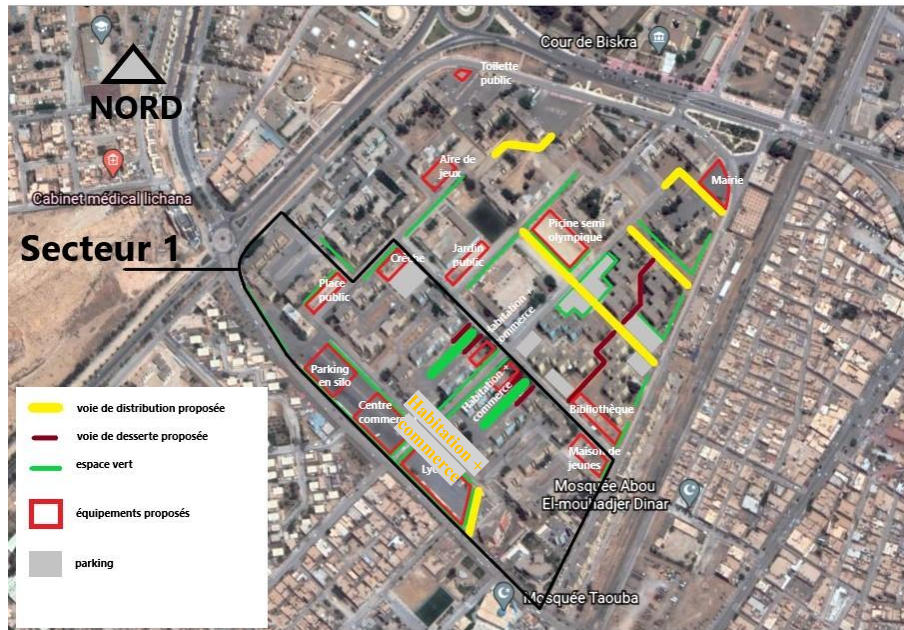 Cour de Biskra
Toilette
public
NORD
Aire de
jeux
Mairie
Cabinet médical lichana
Picine semi
olympique
Secteur 1
Crèche
Jardin
public
Place
public
Habitation +
commerce
Parking
en silo
Habitation +
commerce
Centre
commer
Habitation +
commerce
Bibliothèque
Lyc
Maison de
jeunes
Mosquée Abou
El-mouhadjer Dinar
Mosquée Taouba
voie de distribution proposée
voie de desserte proposée
espace vert
équipements proposés
parking